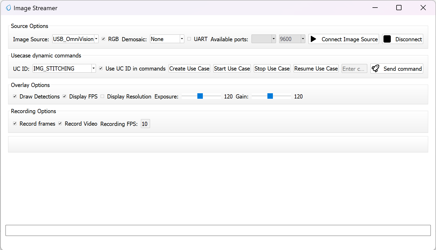 Image Streamer
Source Options
Image Source: USB_OmniVision RGB Demosaic: None UART Available ports: 9600 Connect Image Source Disconnect
Usecase dynamic commands
UC ID: IMG_STITCHING Use UC ID in commands Create Use Case Start Use Case Stop Use Case Resume Use Case Enter c... Send command
Overlay Options
Draw Detections Display FPS Display Resolution Exposure: 120 Gain: 120
Recording Options
Record frames Record Video Recording FPS: 10